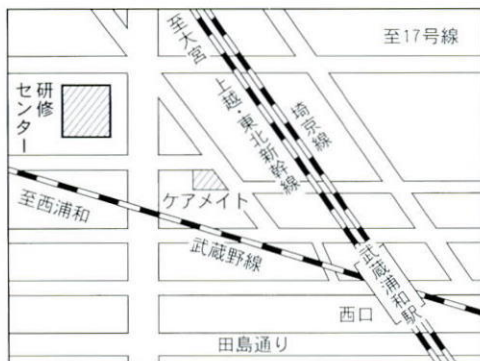 至17号線
至大宮
上越・東北新幹線
埼京線
研修
センター
ケアメイト
至西浦和
武蔵野線
武蔵浦和駅
西口
田島通り